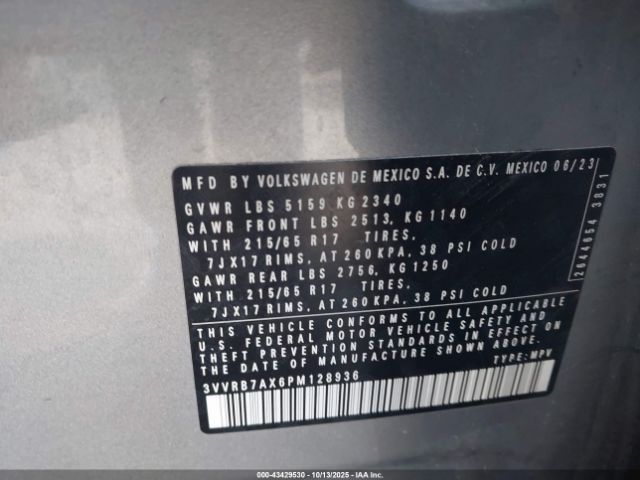 MFD BY VOLKSWAGEN DE MEXICO S.A. DE C.V. MEXICO 06/23
GVWR LBS 5159 KG 2340
GAWR FRONT LBS 2513, KG 1140
WITH 215/65 R17 TIRES,
7JX17 RIMS, AT 260 KPA, 38 PSI COLD
GAWR REAR LBS 2756, KG 1250
WITH 215/65 R17 TIRES,
7JX17 RIMS, AT 260 KPA, 38 PSI COLD
THIS VEHICLE CONFORMS TO ALL APPLICABLE
U.S. FEDERAL MOTOR VEHICLE SAFETY AND
THEFT PREVENTION STANDARDS IN EFFECT ON
THE DATE OF MANUFACTURE SHOWN ABOVE.
3VVRB7AX6PM128936 TYPE: MPV
2644654 3831
000-43429530 - 10/13/2025 - IAA Inc.